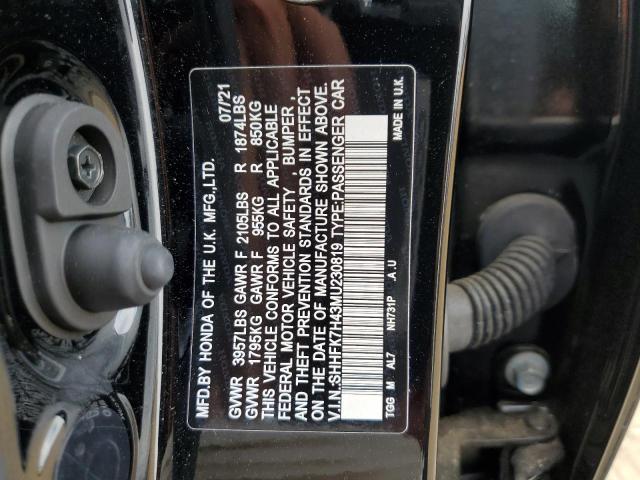 MFD.BY HONDA OF THE U.K. MFG.,LTD. 07/21
GVWR 3957LBS GAWR F 2105LBS R 1874LBS
GVWR 1795KG GAWR F 955KG R 850KG
THIS VEHICLE CONFORMS TO ALL APPLICABLE
FEDERAL MOTOR VEHICLE SAFETY , BUMPER,
AND THEFT PREVENTION STANDARDS IN EFFECT
ON THE DATE OF MANUFACTURE SHOWN ABOVE.
V.I.N.:SHHFK7H43MU230819 TYPE:PASSENGER CAR
TGG M AL7 NH731P .A.U MADE IN U.K.